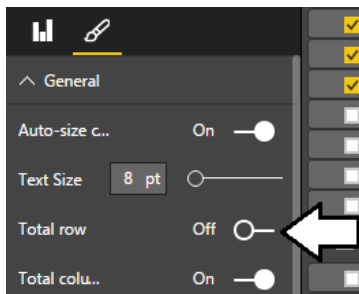 General
Auto-size c... On
Text Size 8 pt
Total row Off
Total colu... On